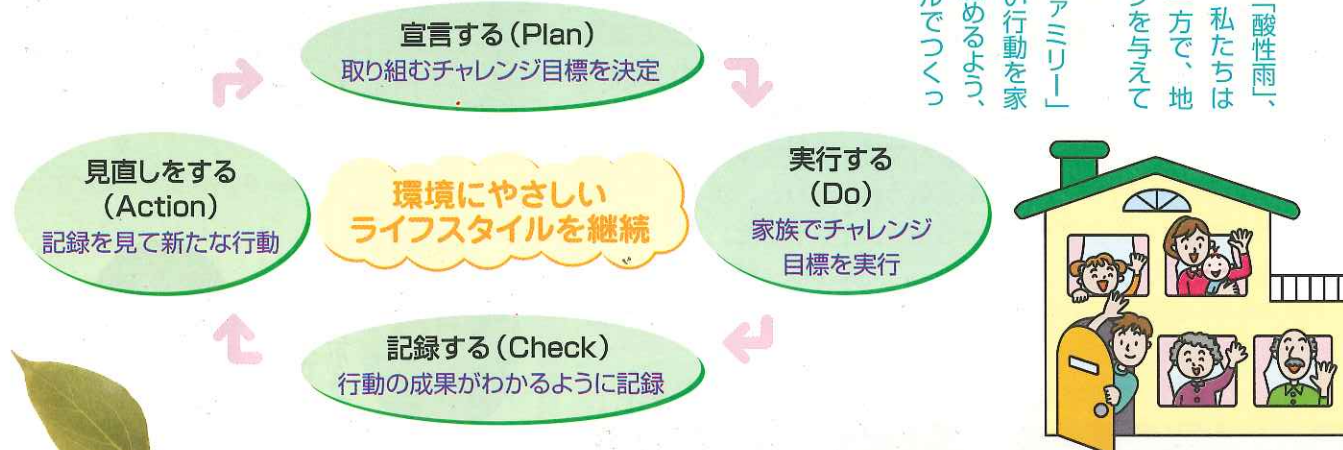 「酸性雨」、
私たちは
方で、地
を与えて
ァミリー」
行動を家
めるよう、
でつくっ
宣言する(Plan)
取り組むチャレンジ目標を決定
実行する
(Do)
家族でチャレンジ
目標を実行
記録する(Check)
行動の成果がわかるように記録
見直しをする
(Action)
記録を見て新たな行動
環境にやさしい
ライフスタイルを継続